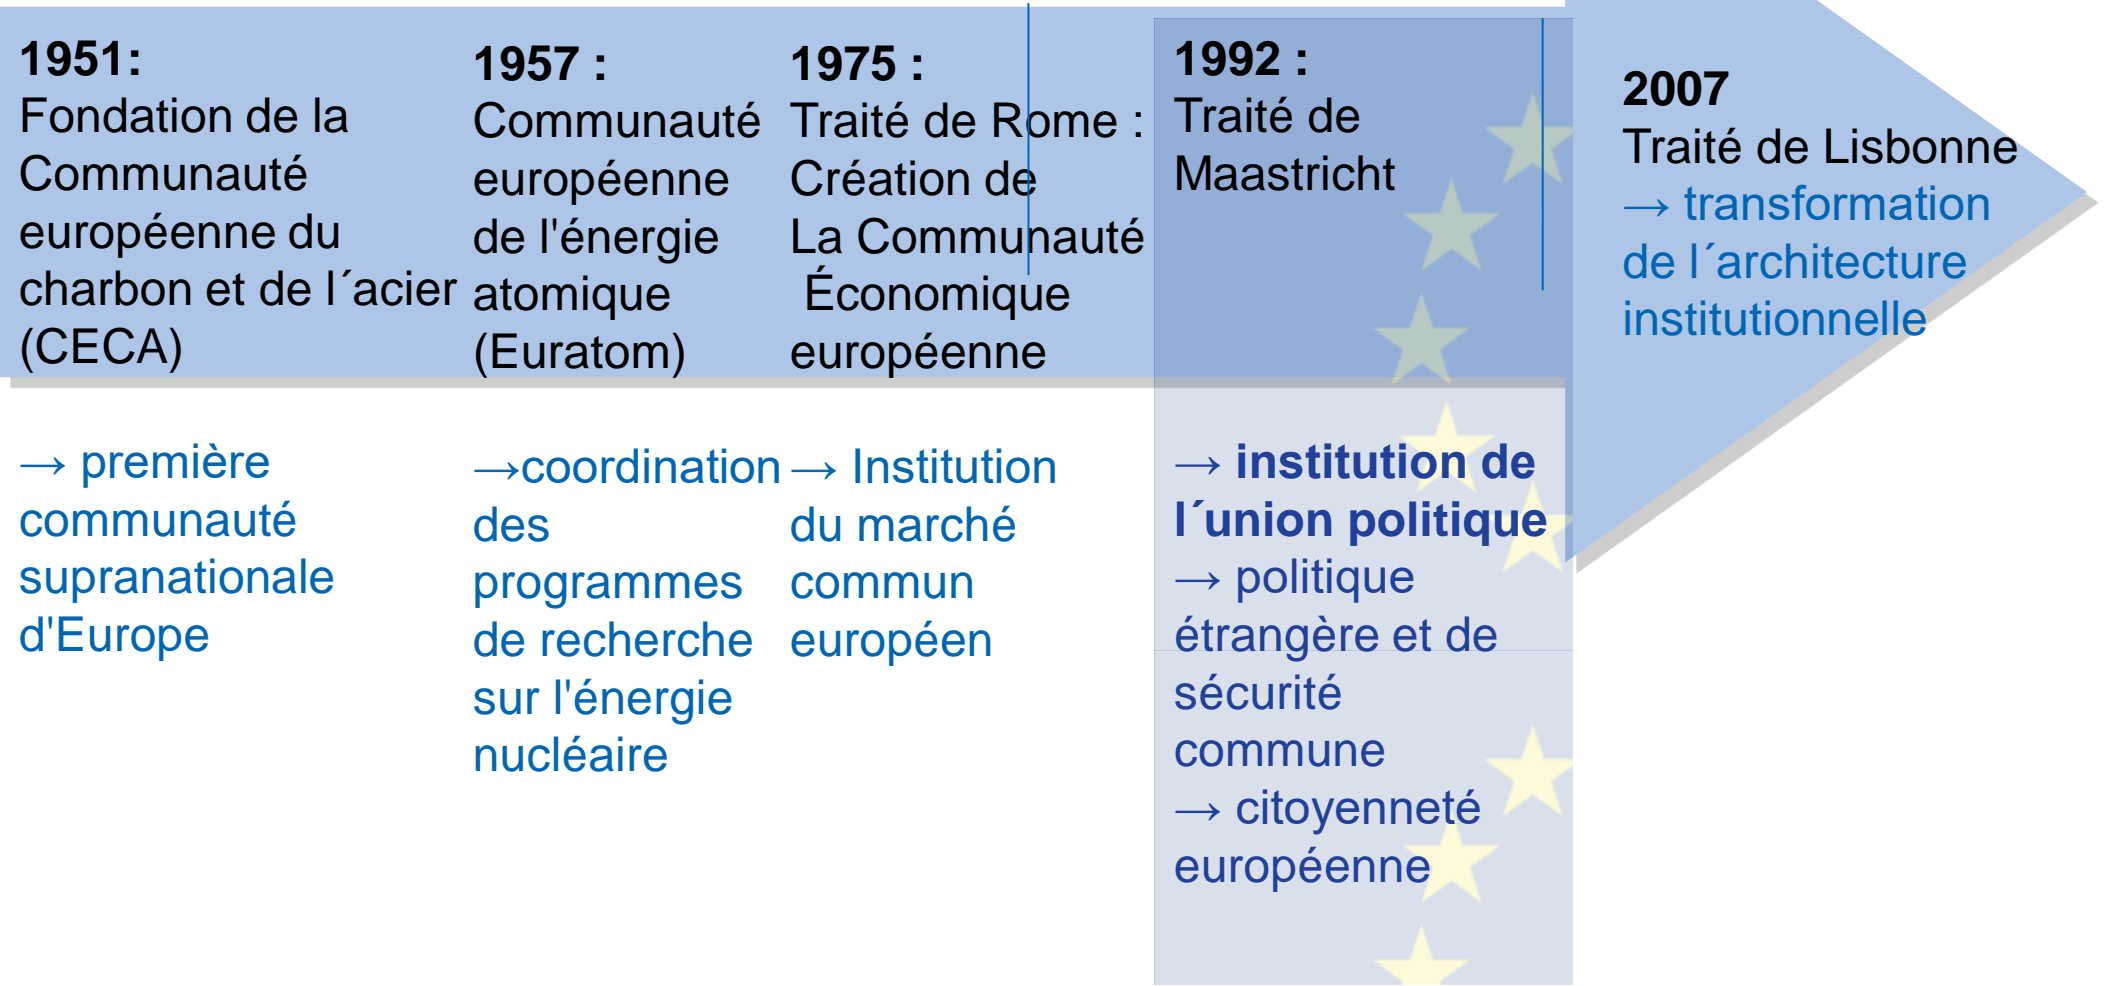 1951:
Fondation de la
Communauté
européenne du
charbon et de l´acier
(CECA)
→ première
communauté
supranationale
d'Europe
1957 :
Communauté
européenne
de l'énergie
atomique
(Euratom)
→coordination
des
programmes
de recherche
sur l'énergie
nucléaire
1975 :
Traité de Rome :
Création de
La Communauté
Économique
européenne
→ Institution
du marché
commun
européen
1992 :
Traité de
Maastricht
→ institution de
l´union politique
→ politique
étrangère et de
sécurité
commune
→ citoyenneté
européenne
2007
Traité de Lisbonne
→ transformation
de l´architecture
institutionnelle